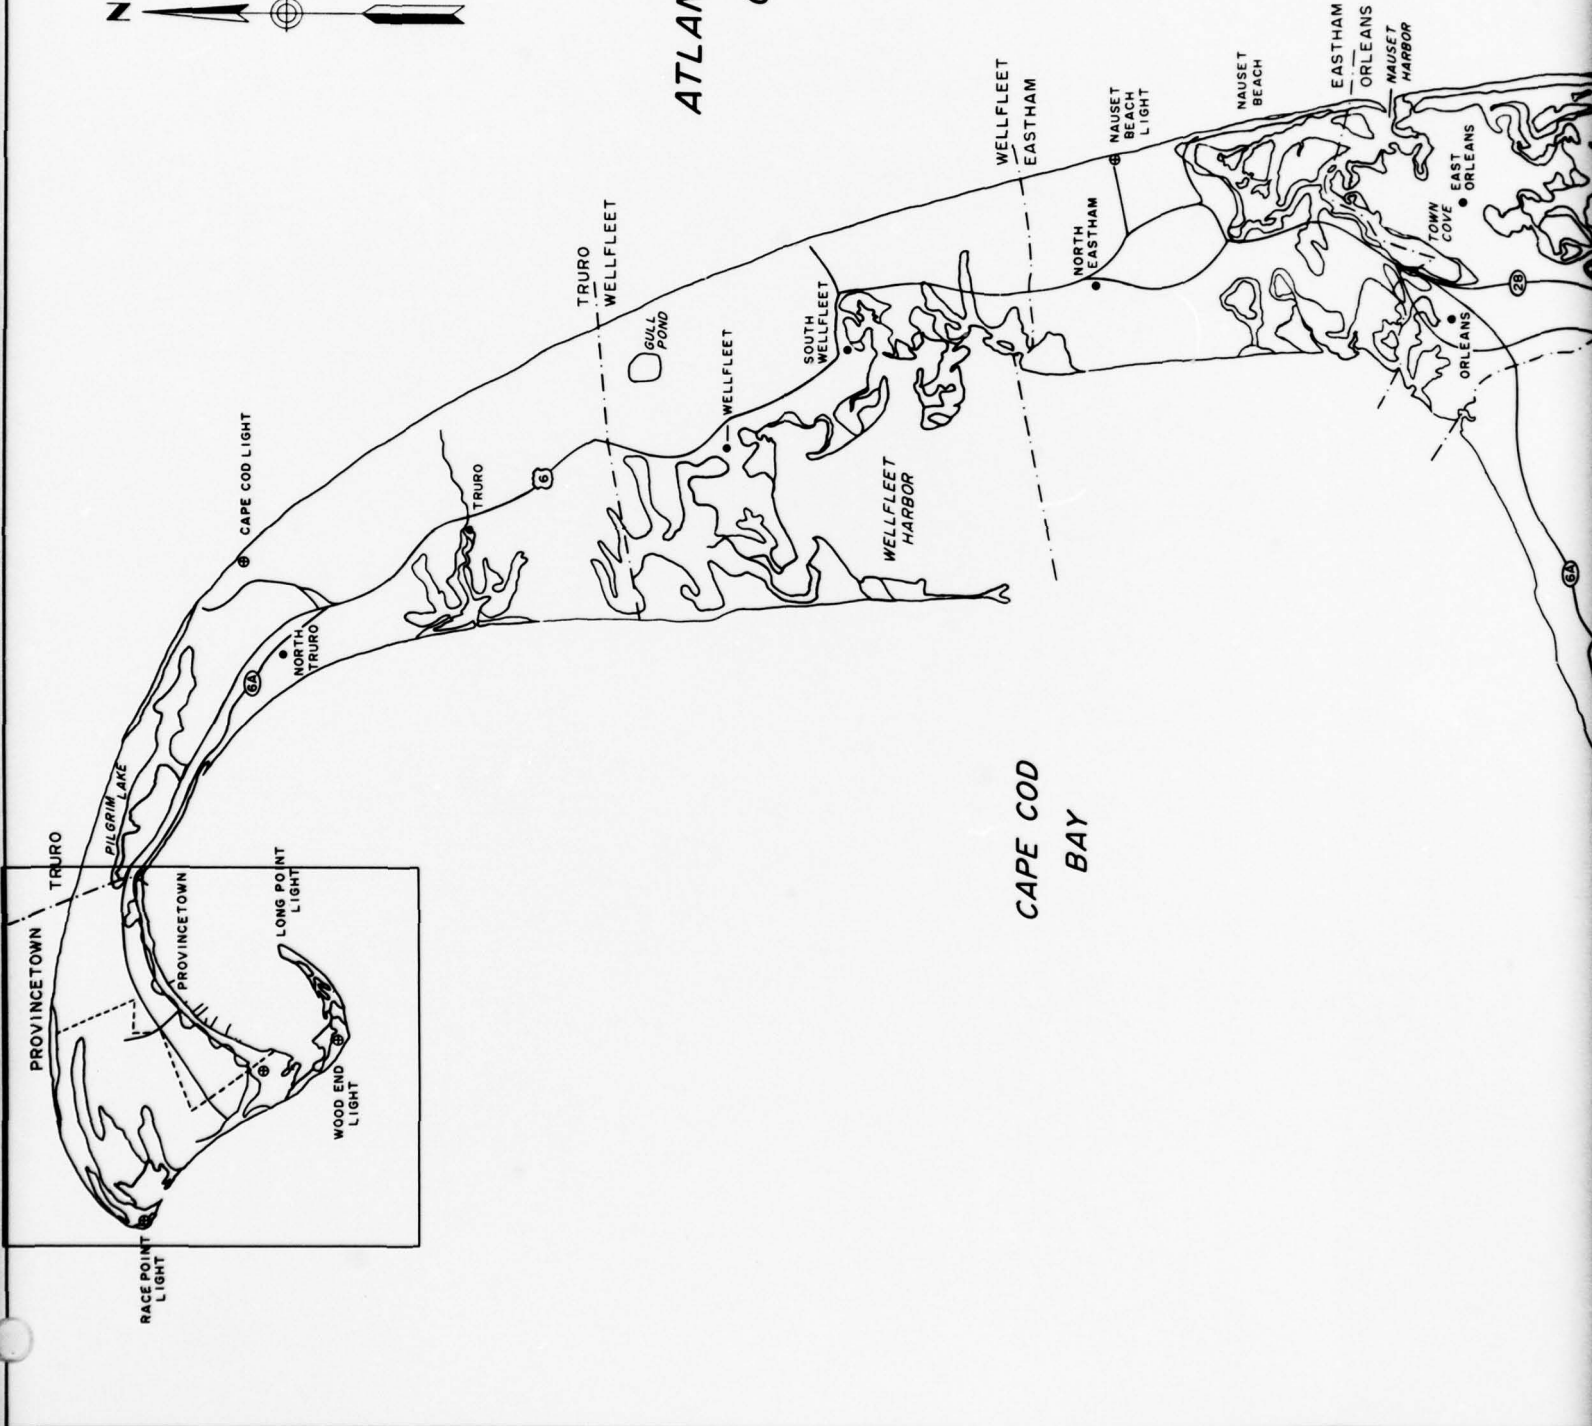 N
ATLAN
EASTHAM
ORLEANS
NAUSET
HARBOR
NAUSET
BEACH
NAUSET
BEACH
LIGHT
WELLFLEET
EASTHAM
EAST
ORLEANS
TOWN
COVE
NORTH
EASTHAM
28
ORLEANS
TRURO
WELLFLEET
GULL
POND
SOUTH
WELLFLEET
WELLFLEET
WELLFLEET
HARBOR
CAPE COD LIGHT
TRURO
6
6A
NORTH
TRURO
6A
PILGRIM
LAKE
TRURO
CAPE COD
BAY
PROVINCETOWN
PROVINCETOWN
LONG POINT
LIGHT
WOOD END
LIGHT
RACE POINT
LIGHT